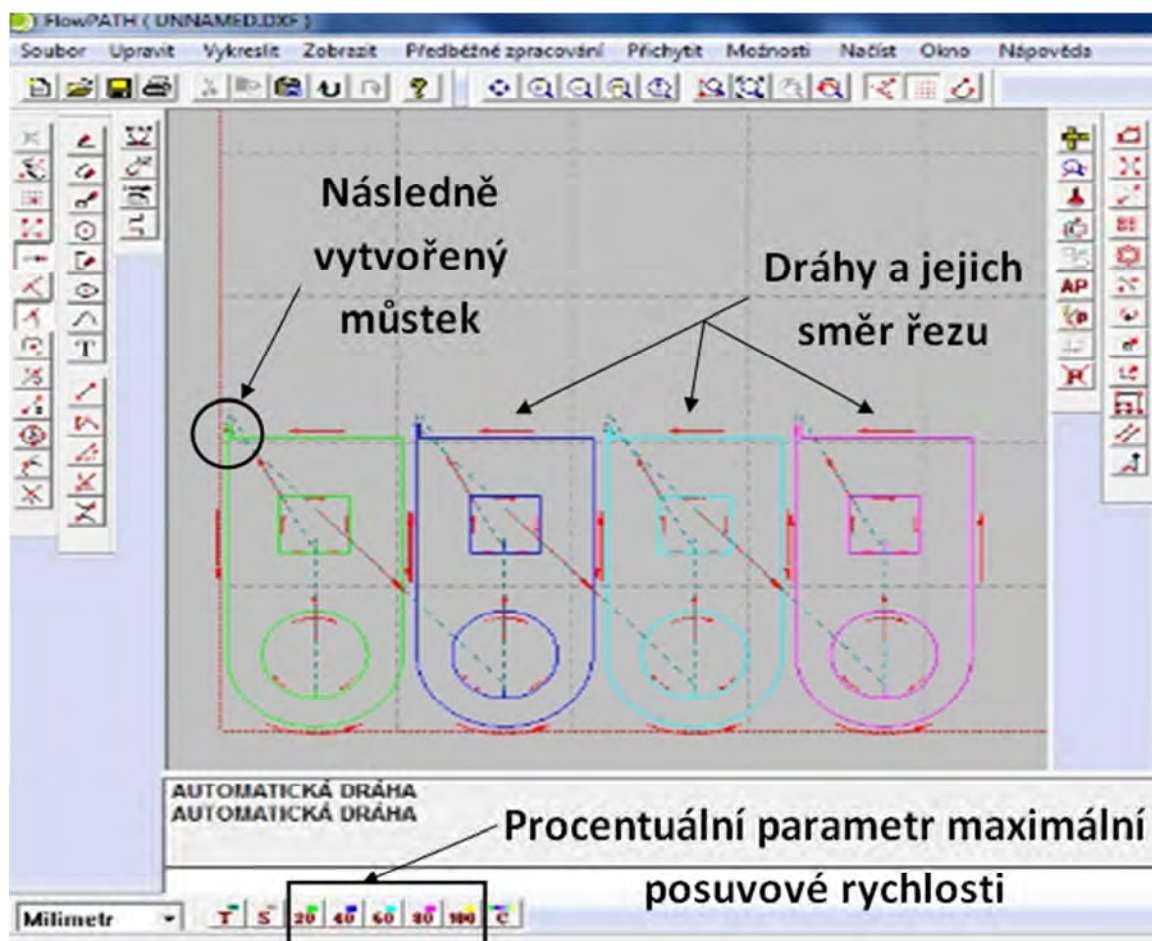 FlowPATH ( UNNAMED.DXF )
Soubor Upravit Vykreslit Zobrazit Předběžné zpracování Přichytit Možnosti Načíst Okno Nápověda
Následně
vytvořený
můstek
Dráhy a jejich
směr řezu
T
AP
AUTOMATICKÁ DRÁHA
AUTOMATICKÁ DRÁHA
Procentuální parametr maximální
posuvové rychlosti
Milimetr T S 20 40 60 80 100 C